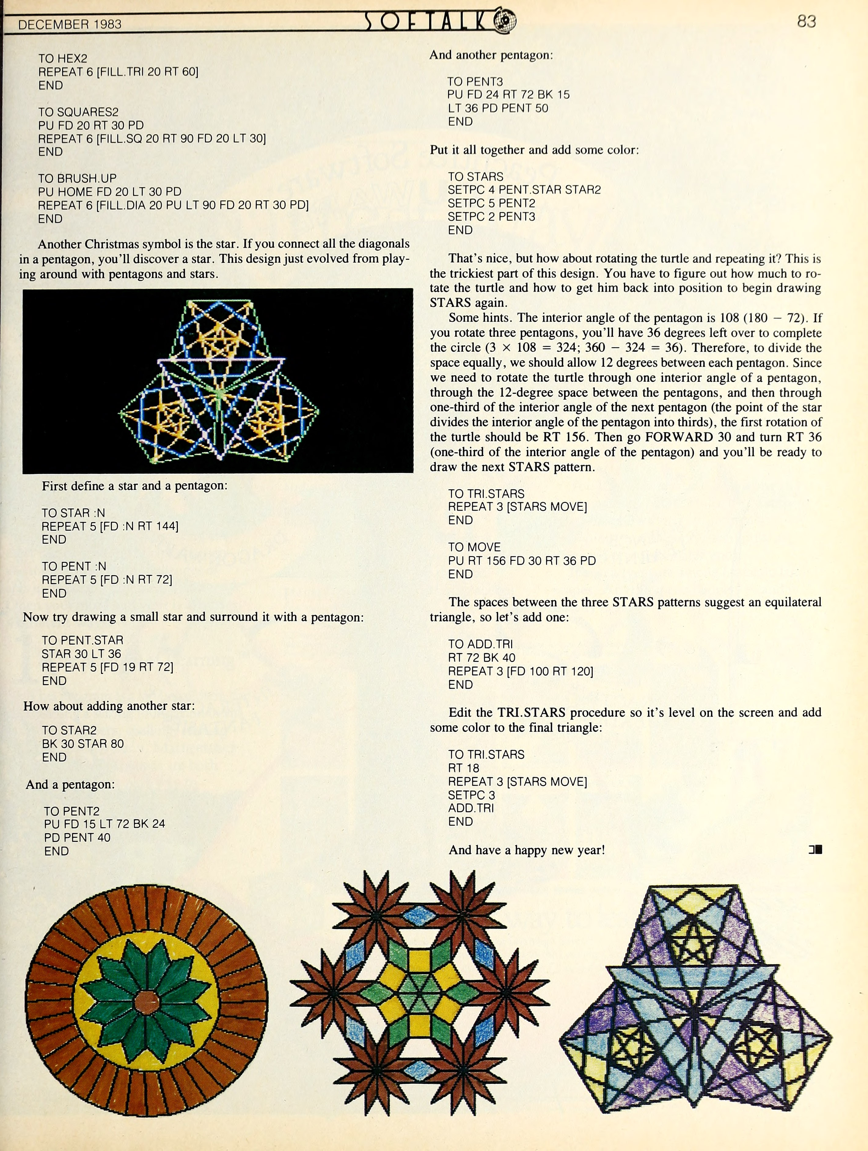 DECEMBER 1983
SOFTALK
83
TO HEX2
REPEAT 6 [FILL.TRI 20 RT 60]
END
TO SQUARES2
PU FD 20 RT 30 PD
REPEAT 6 [FILL.SQ 20 RT 90 FD 20 LT 30]
END
TO BRUSH.UP
PU HOME FD 20 LT 30 PD
REPEAT 6 [FILL.DIA 20 PU LT 90 FD 20 RT 30 PD]
END
Another Christmas symbol is the star. If you connect all the diagonals
in a pentagon, you'll discover a star. This design just evolved from play-
ing around with pentagons and stars.
First define a star and a pentagon:
TO STAR :N
REPEAT 5 [FD :N RT 144]
END
TO PENT :N
REPEAT 5 [FD :N RT 72]
END
Now try drawing a small star and surround it with a pentagon:
TO PENT.STAR
STAR 30 LT 36
REPEAT 5 [FD 19 RT 72]
END
How about adding another star:
TO STAR2
BK 30 STAR 80
END
And a pentagon:
TO PENT2
PU FD 15 LT 72 BK 24
PD PENT 40
END
And another pentagon:
TO PENT3
PU FD 24 RT 72 BK 15
LT 36 PD PENT 50
END
Put it all together and add some color:
TO STARS
SETPC 4 PENT.STAR STAR2
SETPC 5 PENT2
SETPC 2 PENT3
END
That's nice, but how about rotating the turtle and repeating it? This is
the trickiest part of this design. You have to figure out how much to ro-
tate the turtle and how to get him back into position to begin drawing
STARS again.
Some hints. The interior angle of the pentagon is 108 (180 − 72). If
you rotate three pentagons, you'll have 36 degrees left over to complete
the circle (3 × 108 = 324; 360 − 324 = 36). Therefore, to divide the
space equally, we should allow 12 degrees between each pentagon. Since
we need to rotate the turtle through one interior angle of a pentagon,
through the 12-degree space between the pentagons, and then through
one-third of the interior angle of the next pentagon (the point of the star
divides the interior angle of the pentagon into thirds), the first rotation of
the turtle should be RT 156. Then go FORWARD 30 and turn RT 36
(one-third of the interior angle of the pentagon) and you'll be ready to
draw the next STARS pattern.
TO TRI.STARS
REPEAT 3 [STARS MOVE]
END
TO MOVE
PU RT 156 FD 30 RT 36 PD
END
The spaces between the three STARS patterns suggest an equilateral
triangle, so let's add one:
TO ADD.TRI
RT 72 BK 40
REPEAT 3 [FD 100 RT 120]
END
Edit the TRI.STARS procedure so it's level on the screen and add
some color to the final triangle:
TO TRI.STARS
RT 18
REPEAT 3 [STARS MOVE]
SETPC 3
ADD.TRI
END
And have a happy new year!